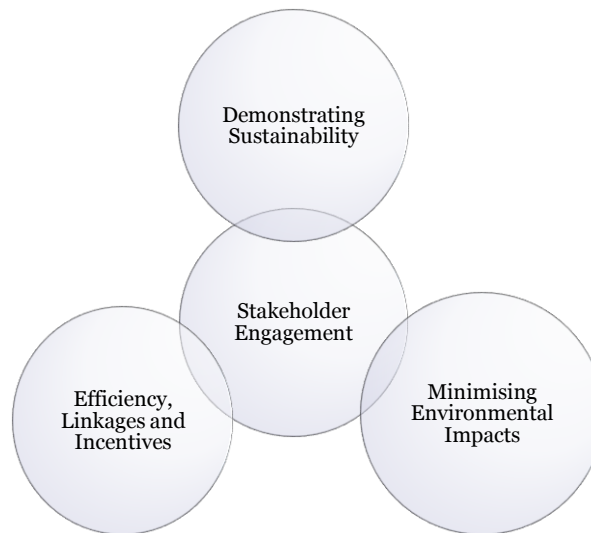 Demonstrating
Sustainability
Stakeholder
Engagement
Efficiency,
Linkages and
Incentives
Minimising
Environmental
Impacts